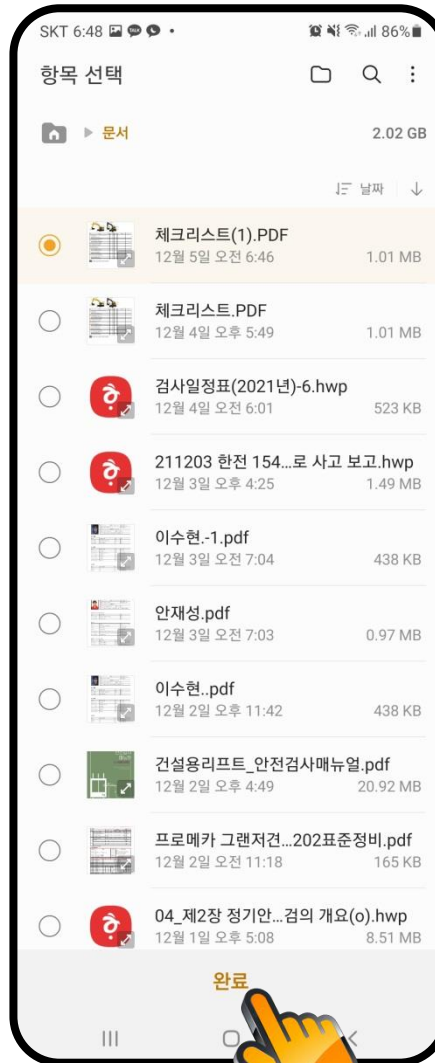 SKT 6:48 86%
항목 선택
문서 2.02 GB
날짜
체크리스트(1).PDF
12월 5일 오전 6:46 1.01 MB
체크리스트.PDF
12월 4일 오후 5:49 1.01 MB
검사일정표(2021년)-6.hwp
12월 4일 오전 6:01 523 KB
211203 한전 154...로 사고 보고.hwp
12월 3일 오후 4:25 1.49 MB
이수현.-1.pdf
12월 3일 오전 7:04 438 KB
안재성.pdf
12월 3일 오전 7:03 0.97 MB
이수현..pdf
12월 2일 오후 11:42 438 KB
건설용리프트_안전검사매뉴얼.pdf
12월 2일 오후 4:49 20.92 MB
프로메카 그랜저견...202표준정비.pdf
12월 2일 오전 11:18 165 KB
04_제2장 정기안...검의 개요(o).hwp
12월 1일 오후 5:08 8.51 MB
완료